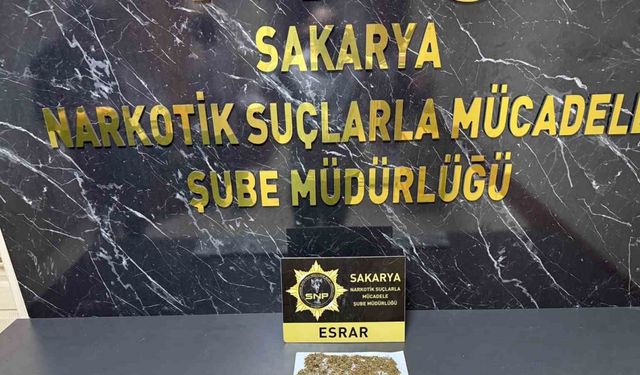 SAKARYA
NARKOTİK SUÇLARLA MÜCADELE
ŞUBE MÜDÜRLÜĞÜ
SNP
SAKARYA
NARKOTİK SUÇLARLA
MÜCADELE
ŞUBE MÜDÜRLÜĞÜ
ESRAR